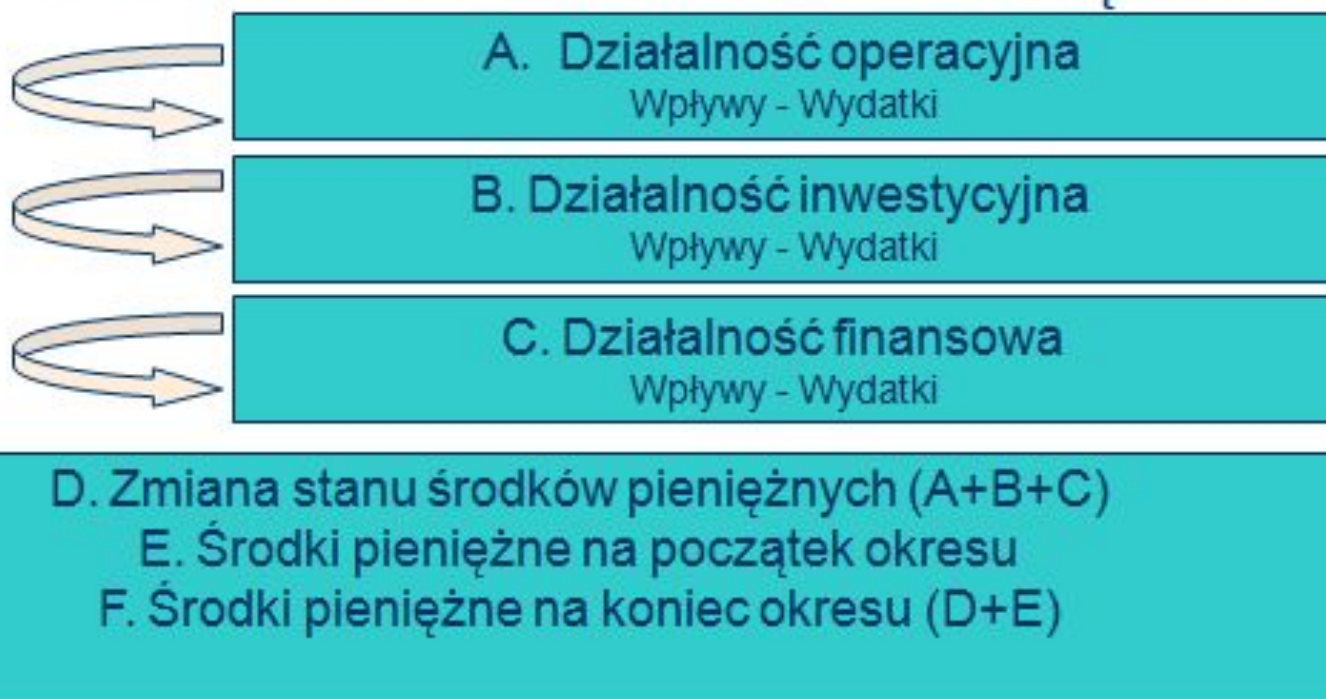 A. Działalność operacyjna
Wpływy - Wydatki
B. Działalność inwestycyjna
Wpływy - Wydatki
C. Działalność finansowa
Wpływy - Wydatki
D. Zmiana stanu środków pieniężnych (A+B+C)
E. Środki pieniężne na początek okresu
F. Środki pieniężne na koniec okresu (D+E)